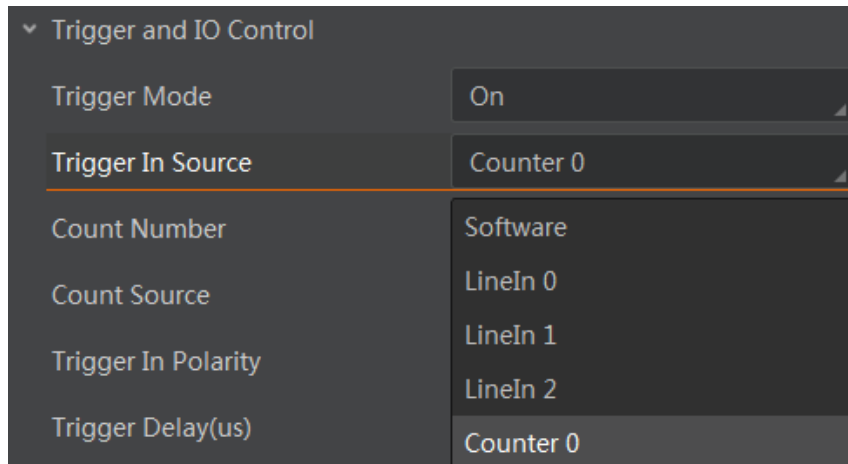 Trigger and IO Control
Trigger Mode On
Trigger In Source Counter 0
Count Number Software
Count Source LineIn 0
LineIn 1
Trigger In Polarity LineIn 2
Trigger Delay(us) Counter 0